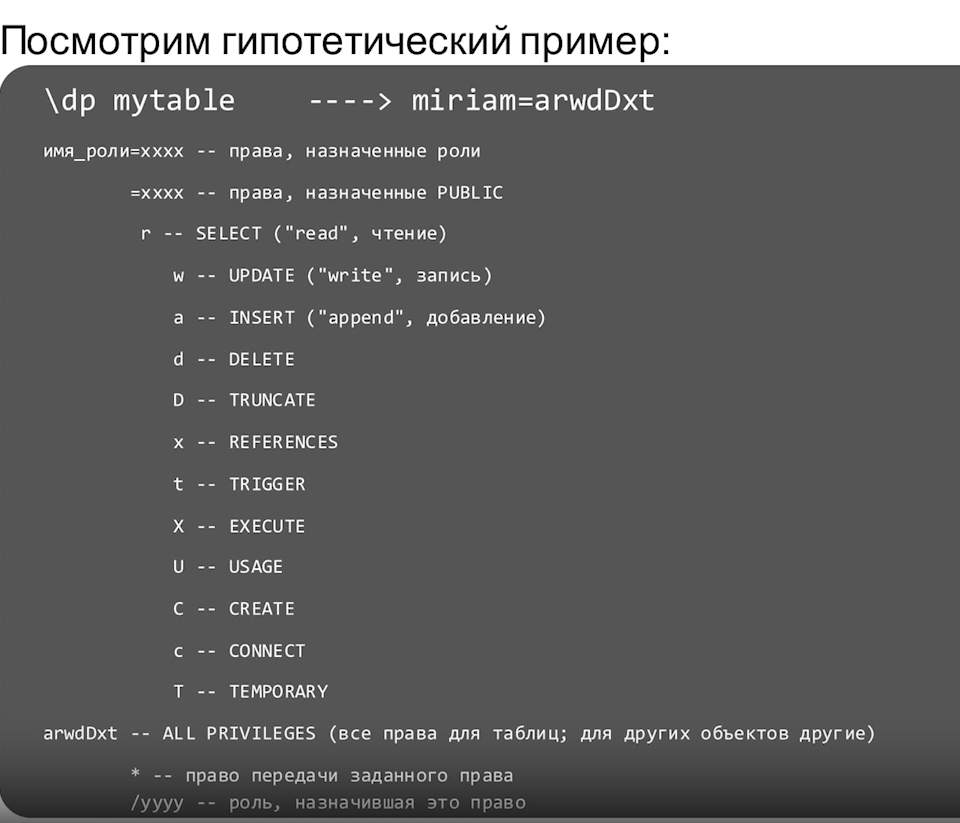 Посмотрим гипотетический пример:
\dp mytable ----> miriam=arwdDxt
имя_роли=xxxx -- права, назначенные роли
=xxxx -- права, назначенные PUBLIC
r -- SELECT ("read", чтение)
w -- UPDATE ("write", запись)
a -- INSERT ("append", добавление)
d -- DELETE
D -- TRUNCATE
x -- REFERENCES
t -- TRIGGER
X -- EXECUTE
U -- USAGE
C -- CREATE
c -- CONNECT
T -- TEMPORARY
arwdDxt -- ALL PRIVILEGES (все права для таблиц; для других объектов другие)
* -- право передачи заданного права
/yyyy -- роль, назначившая это право